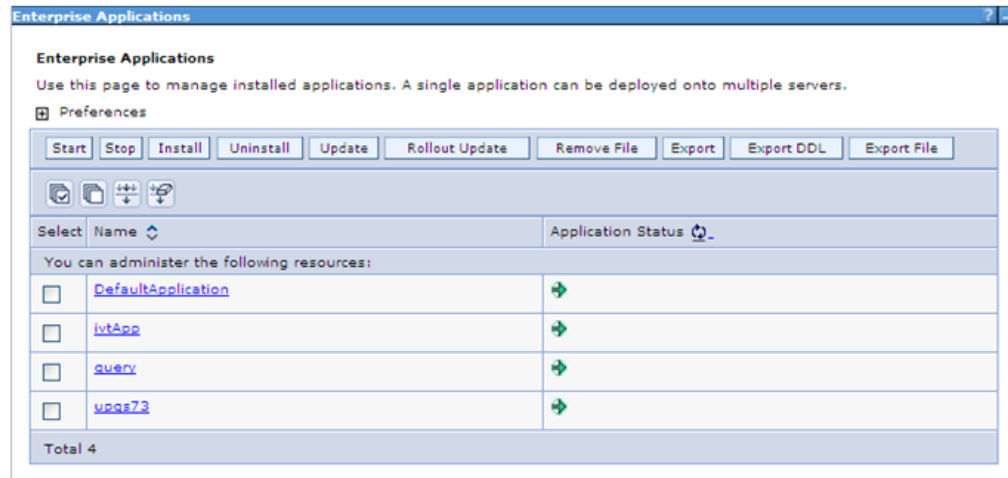 Enterprise Applications ? -
Enterprise Applications
Use this page to manage installed applications. A single application can be deployed onto multiple servers.
Preferences
Start Stop Install Uninstall Update Rollout Update Remove File Export Export DDL Export File
Select Name Application Status
You can administer the following resources:
DefaultApplication
ivtApp
query
upgs73
Total 4